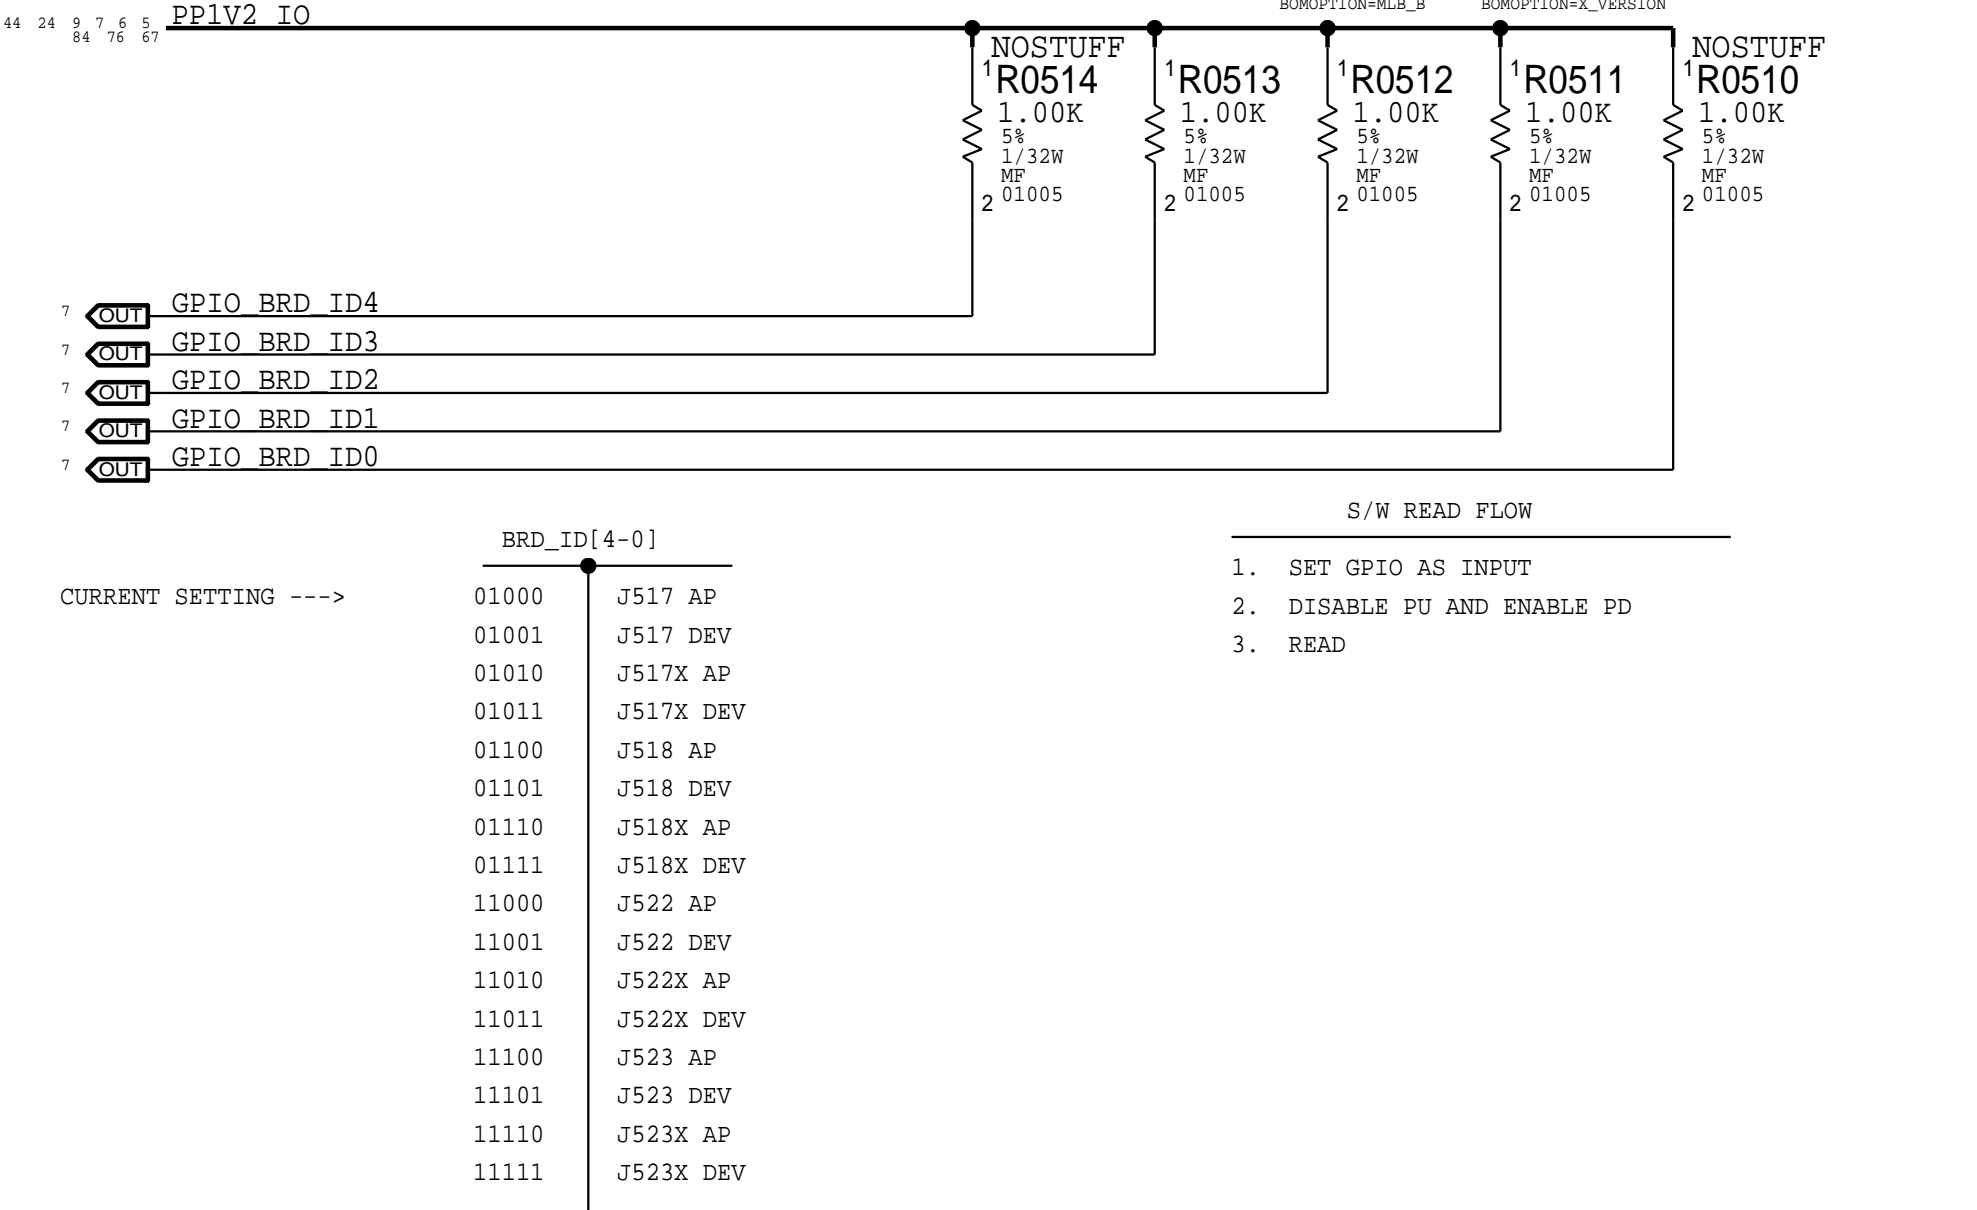 BOMOPTION=MLB_B BOMOPTION=X_VERSION
PP1V2_IO
44 24 9 7 6 5
84 76 67
NOSTUFF NOSTUFF
1 R0514 1 R0513 1 R0512 1 R0511 1 R0510
1.00K 1.00K 1.00K 1.00K 1.00K
5% 5% 5% 5% 5%
1/32W 1/32W 1/32W 1/32W 1/32W
MF MF MF MF MF
2 01005 2 01005 2 01005 2 01005 2 01005
7 OUT GPIO_BRD_ID4
7 OUT GPIO_BRD_ID3
7 OUT GPIO_BRD_ID2
7 OUT GPIO_BRD_ID1
7 OUT GPIO_BRD_ID0
S/W READ FLOW
1. SET GPIO AS INPUT
2. DISABLE PU AND ENABLE PD
3. READ
BRD_ID[4-0]
CURRENT SETTING ---> 01000 J517 AP
01001 J517 DEV
01010 J517X AP
01011 J517X DEV
01100 J518 AP
01101 J518 DEV
01110 J518X AP
01111 J518X DEV
11000 J522 AP
11001 J522 DEV
11010 J522X AP
11011 J522X DEV
11100 J523 AP
11101 J523 DEV
11110 J523X AP
11111 J523X DEV